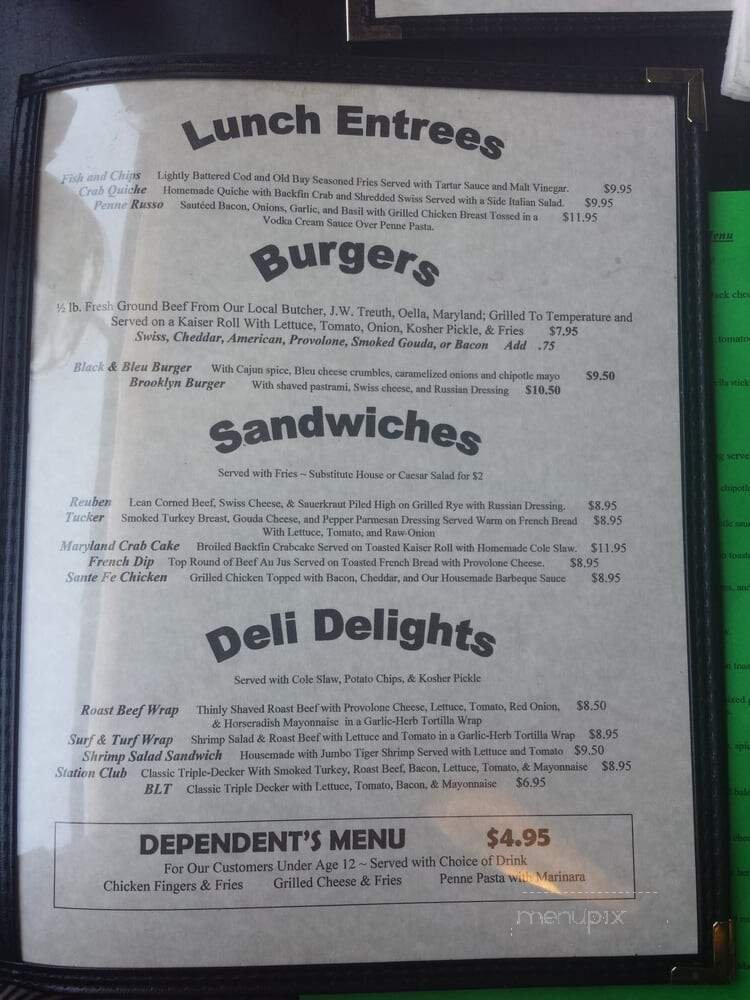 Lunch Entrees
Fish and Chips Lightly Battered Cod and Old Bay Seasoned Fries Served with Tartar Sauce and Malt Vinegar. $9.95
Crab Quiche Homemade Quiche with Backfin Crab and Shredded Swiss Served with a Side Italian Salad. $9.95
Penne Russo Sautéed Bacon, Onions, Garlic, and Basil with Grilled Chicken Breast Tossed in a $11.95
Vodka Cream Sauce Over Penne Pasta.
Burgers
½ lb. Fresh Ground Beef From Our Local Butcher, J.W. Treuth, Oella, Maryland; Grilled To Temperature and
Served on a Kaiser Roll With Lettuce, Tomato, Onion, Kosher Pickle, & Fries $7.95
Swiss, Cheddar, American, Provolone, Smoked Gouda, or Bacon Add .75
Black & Bleu Burger With Cajun spice, Bleu cheese crumbles, caramelized onions and chipotle mayo $9.50
Brooklyn Burger With shaved pastrami, Swiss cheese, and Russian Dressing $10.50
Sandwiches
Served with Fries ~ Substitute House or Caesar Salad for $2
Reuben Lean Corned Beef, Swiss Cheese, & Sauerkraut Piled High on Grilled Rye with Russian Dressing. $8.95
Tucker Smoked Turkey Breast, Gouda Cheese, and Pepper Parmesan Dressing Served Warm on French Bread $8.95
With Lettuce, Tomato, and Raw-Onion
Maryland Crab Cake Broiled Backfin Crabcake Served on Toasted Kaiser Roll with Homemade Cole Slaw. $11.95
French Dip Top Round of Beef Au Jus Served on Toasted French Bread with Provolone Cheese. $8.95
Sante Fe Chicken Grilled Chicken Topped with Bacon, Cheddar, and Our Housemade Barbeque Sauce $8.95
Deli Delights
Served with Cole Slaw, Potato Chips, & Kosher Pickle
Roast Beef Wrap Thinly Shaved Roast Beef with Provolone Cheese, Lettuce, Tomato, Red Onion, $8.50
& Horseradish Mayonnaise in a Garlic-Herb Tortilla Wrap
Surf & Turf Wrap Shrimp Salad & Roast Beef with Lettuce and Tomato in a Garlic-Herb Tortilla Wrap $8.95
Shrimp Salad Sandwich Housemade with Jumbo Tiger Shrimp Served with Lettuce and Tomato $9.50
Station Club Classic Triple-Decker With Smoked Turkey, Roast Beef, Bacon, Lettuce, Tomato, & Mayonnaise $8.95
BLT Classic Triple Decker with Lettuce, Tomato, Bacon, & Mayonnaise $6.95
DEPENDENT'S MENU $4.95
For Our Customers Under Age 12 ~ Served with Choice of Drink
Chicken Fingers & Fries Grilled Cheese & Fries Penne Pasta with Marinara
menupix